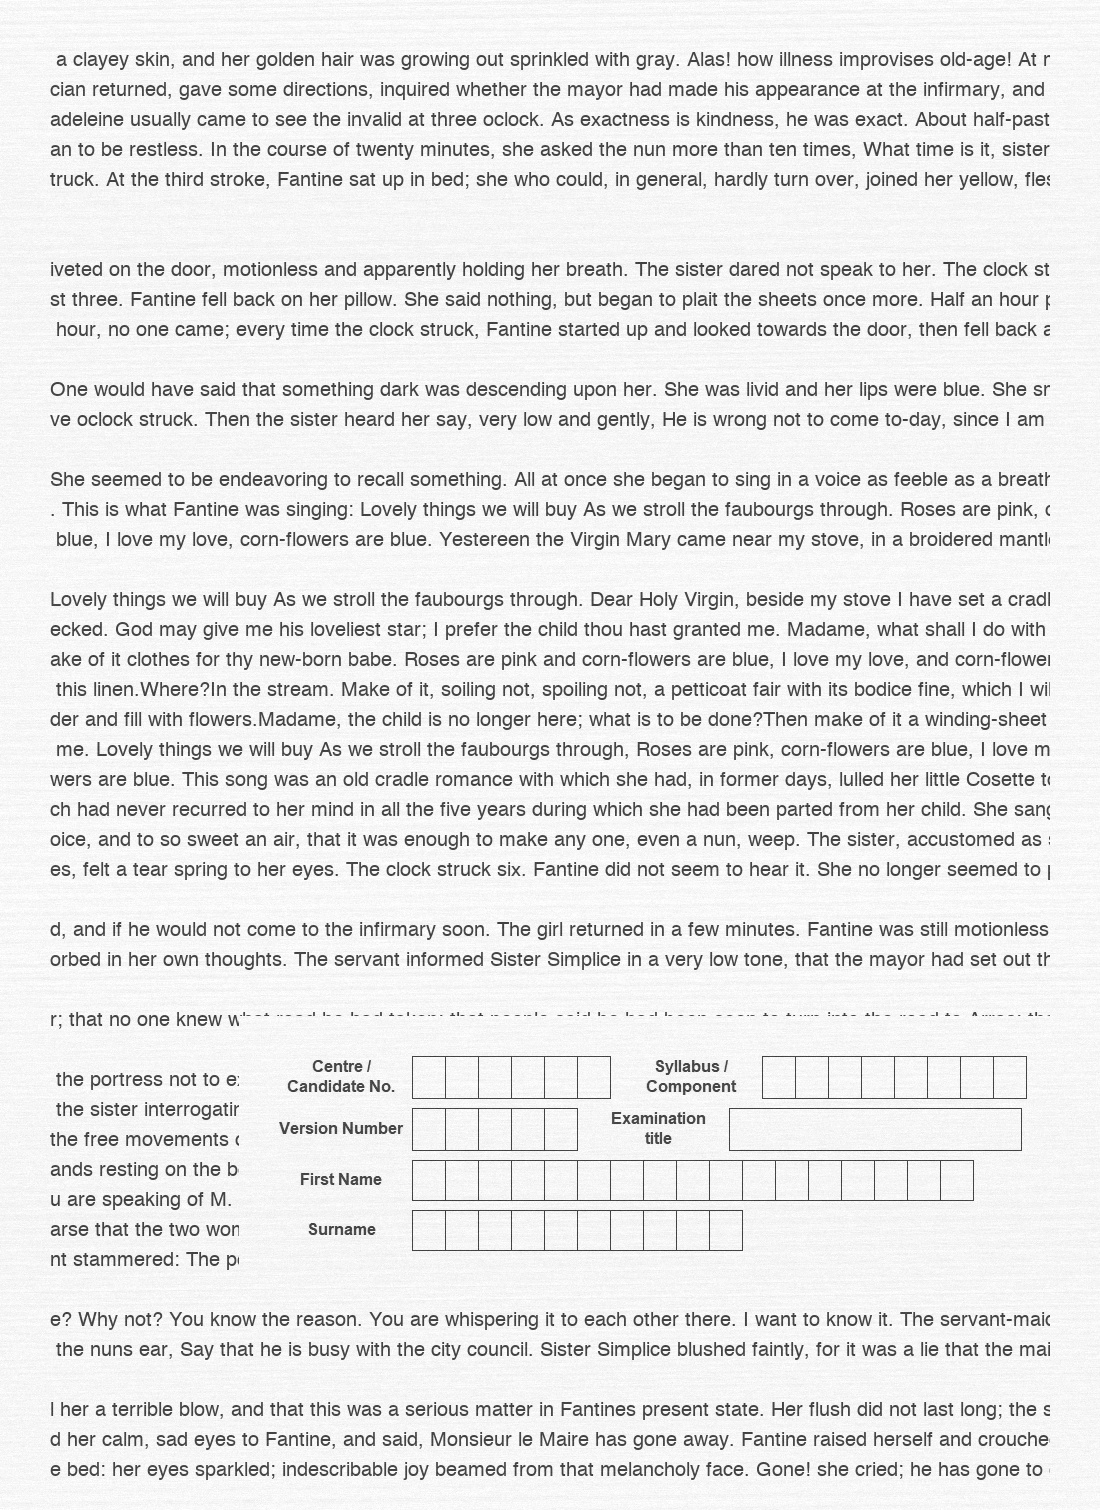 a clayey skin, and her golden hair was growing out sprinkled with gray. Alas! how illness improvises old-age! At
cian returned, gave some directions, inquired whether the mayor had made his appearance at the infirmary, and
adeleine usually came to see the invalid at three oclock. As exactness is kindness, he was exact. About half-past
an to be restless. In the course of twenty minutes, she asked the nun more than ten times, What time is it, sister
truck. At the third stroke, Fantine sat up in bed; she who could, in general, hardly turn over, joined her yellow,
iveted on the door, motionless and apparently holding her breath. The sister dared not speak to her. The clock st
st three. Fantine fell back on her pillow. She said nothing, but began to plait the sheets once more. Half an hour
hour, no one came; every time the clock struck, Fantine started up and looked towards the door, then fell back a
One would have said that something dark was descending upon her. She was livid and her lips were blue. She
ve oclock struck. Then the sister heard her say, very low and gently, He is wrong not to come to-day, since I am
She seemed to be endeavoring to recall something. All at once she began to sing in a voice as feeble as a breath
. This is what Fantine was singing: Lovely things we will buy As we stroll the faubourgs through. Roses are pink,
blue, I love my love, corn-flowers are blue. Yestereen the Virgin Mary came near my stove, in a broidered
Lovely things we will buy As we stroll the faubourgs through. Dear Holy Virgin, beside my stove I have set a
ecked. God may give me his loveliest star; I prefer the child thou hast granted me. Madame, what shall I do with
ake of it clothes for thy new-born babe. Roses are pink and corn-flowers are blue, I love my love, and
this linen.Where?In the stream. Make of it, soiling not, spoiling not, a petticoat fair with its bodice fine, which I
der and fill with flowers.Madame, the child is no longer here; what is to be done?Then make of it a winding-sheet
me. Lovely things we will buy As we stroll the faubourgs through, Roses are pink, corn-flowers are blue, I love m
wers are blue. This song was an old cradle romance with which she had, in former days, lulled her little Cosette
ch had never recurred to her mind in all the five years during which she had been parted from her child. She
oice, and to so sweet an air, that it was enough to make any one, even a nun, weep. The sister, accustomed as
es, felt a tear spring to her eyes. The clock struck six. Fantine did not seem to hear it. She no longer seemed to
d, and if he would not come to the infirmary soon. The girl returned in a few minutes. Fantine was still motionless
orbed in her own thoughts. The servant informed Sister Simplice in a very low tone, that the mayor had set out
r; that no one knew
Centre /
Candidate No.
Syllabus /
Component
Version Number
Examination
title
First Name
Surname
the portress not to
the sister
the free movements
ands resting on the
u are speaking of M.
arse that the two
nt stammered: The
e? Why not? You know the reason. You are whispering it to each other there. I want to know it. The
the nuns ear, Say that he is busy with the city council. Sister Simplice blushed faintly, for it was a lie that the
l her a terrible blow, and that this was a serious matter in Fantines present state. Her flush did not last long; the
d her calm, sad eyes to Fantine, and said, Monsieur le Maire has gone away. Fantine raised herself and
e bed: her eyes sparkled; indescribable joy beamed from that melancholy face. Gone! she cried; he has gone to